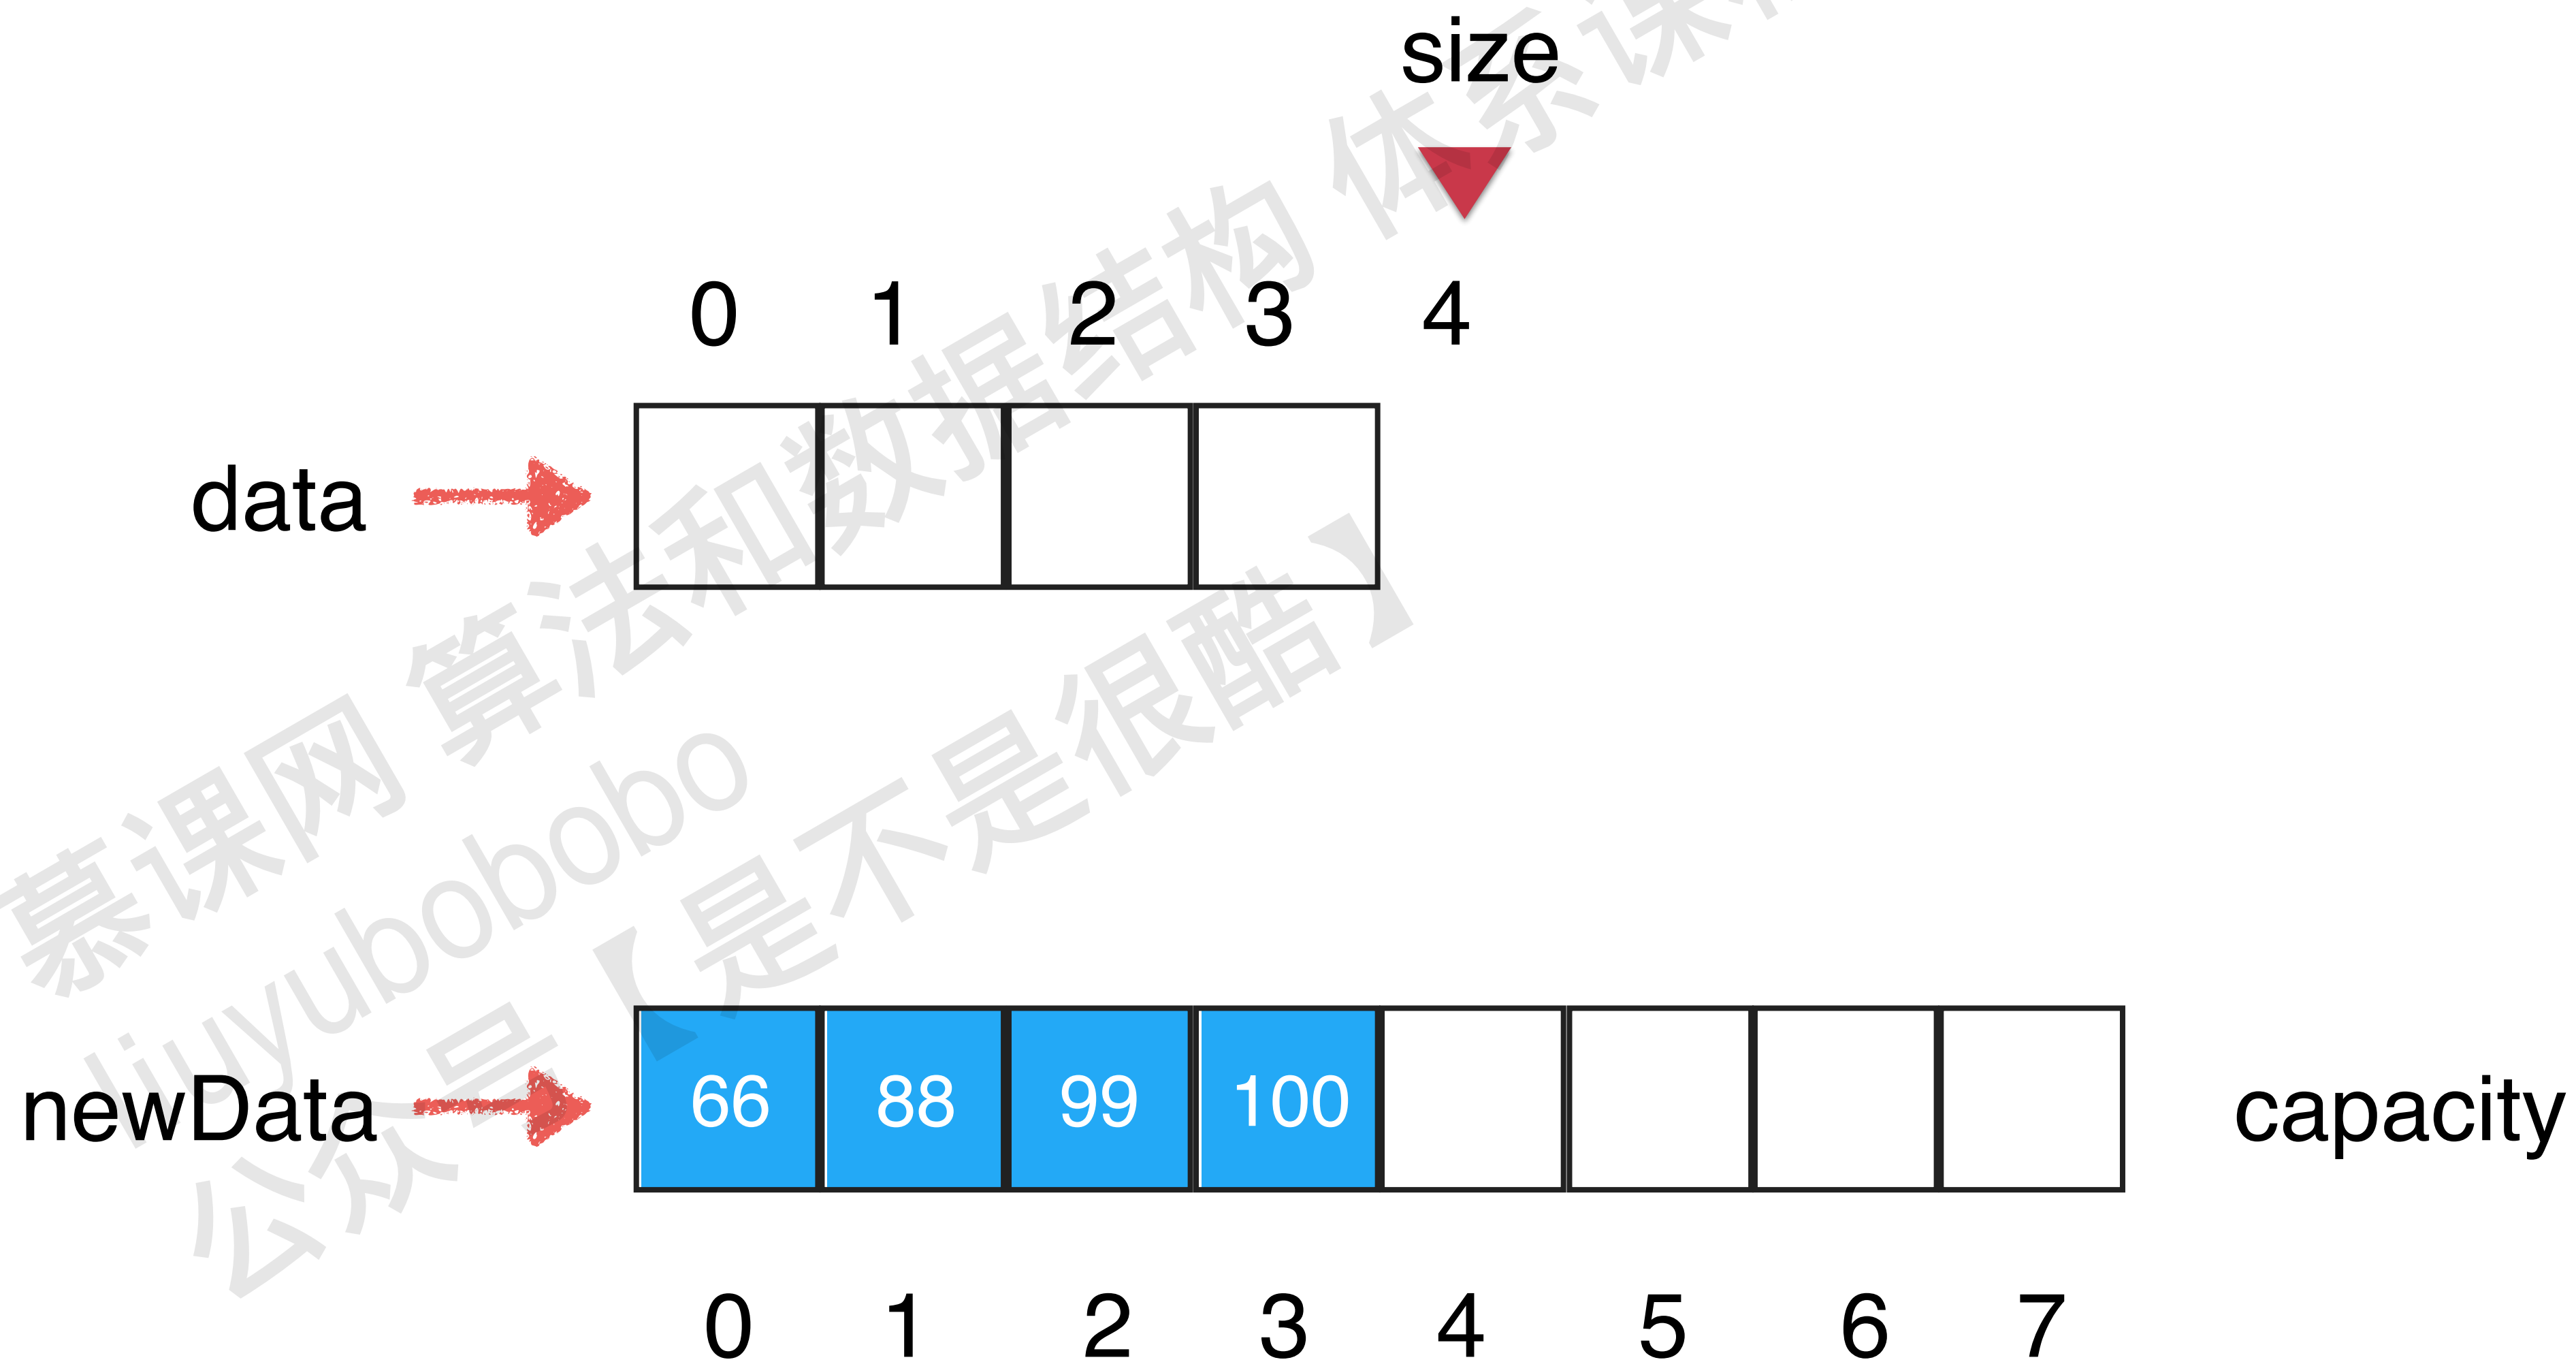 size
0 1 2 3 4
data
newData
66 88 99 100
capacity
0 1 2 3 4 5 6 7
慕课网 算法和数据结构 体系课
liuyubobobo
公众号【是不是很酷】